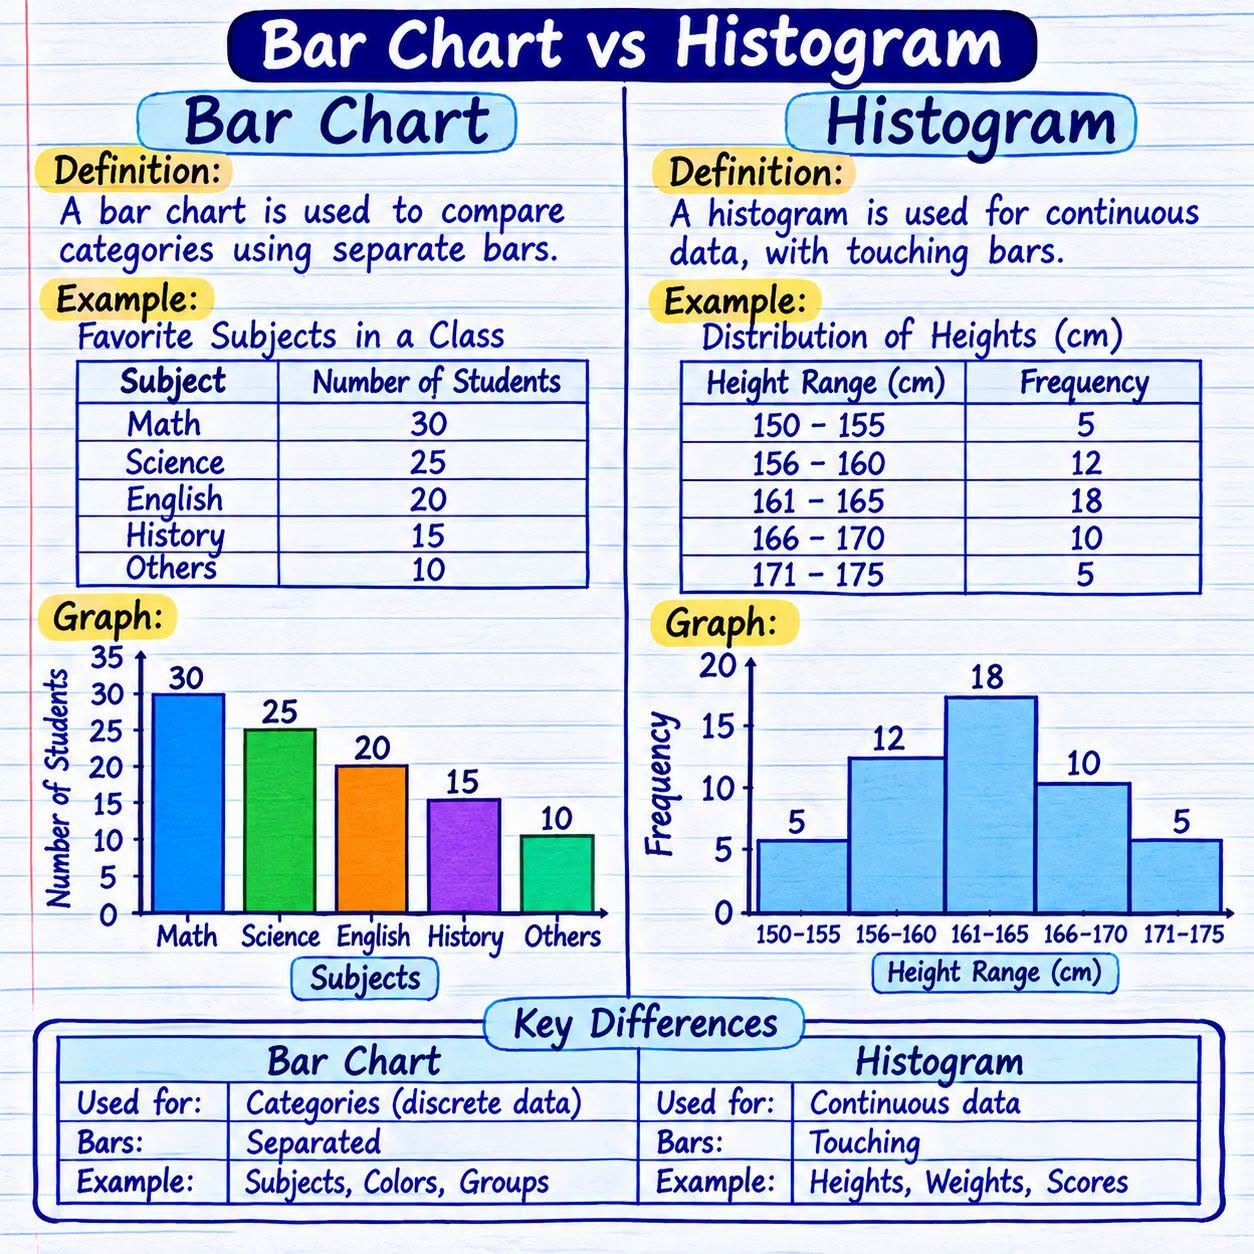 Bar Chart vs Histogram
Bar Chart
Definition:
A bar chart is used to compare
categories using separate bars.
Example:
Favorite Subjects in a Class
Subject Number of Students
Math 30
Science 25
English 20
History 15
Others 10
Graph:
Number of Students
35
30
25
20
15
10
5
0
30
25
20
15
10
Math Science English History Others
Subjects
Histogram
Definition:
A histogram is used for continuous
data, with touching bars.
Example:
Distribution of Heights (cm)
Height Range (cm) Frequency
150 – 155 5
156 – 160 12
161 – 165 18
166 – 170 10
171 – 175 5
Graph:
Frequency
20
15
10
5
0
5
12
18
10
5
150–155 156–160 161–165 166–170 171–175
Height Range (cm)
Key Differences
Bar Chart Histogram
Used for: Categories (discrete data) Used for: Continuous data
Bars: Separated Bars: Touching
Example: Subjects, Colors, Groups Example: Heights, Weights, Scores